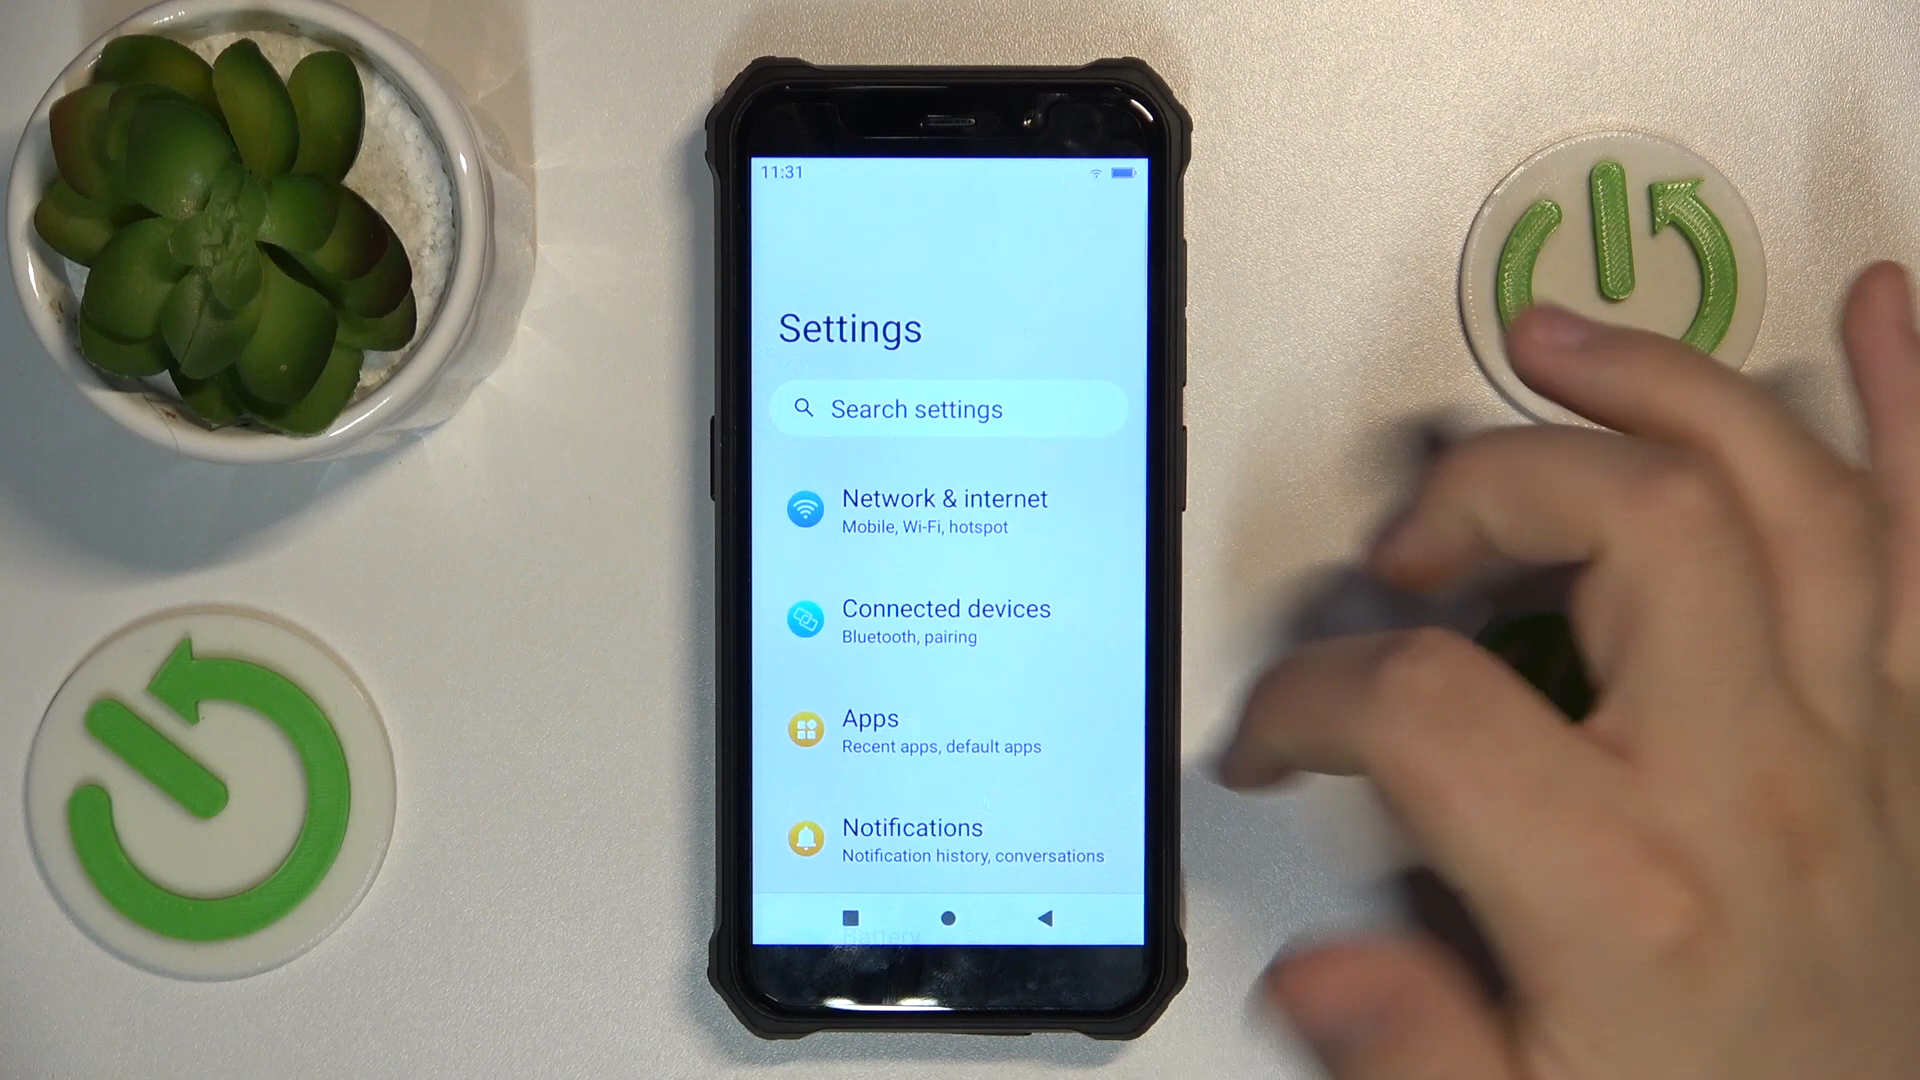 11:31
Settings
Search settings
Network & internet
Mobile, Wi-Fi, hotspot
Connected devices
Bluetooth, pairing
Apps
Recent apps, default apps
Notifications
Notification history, conversations
Battery